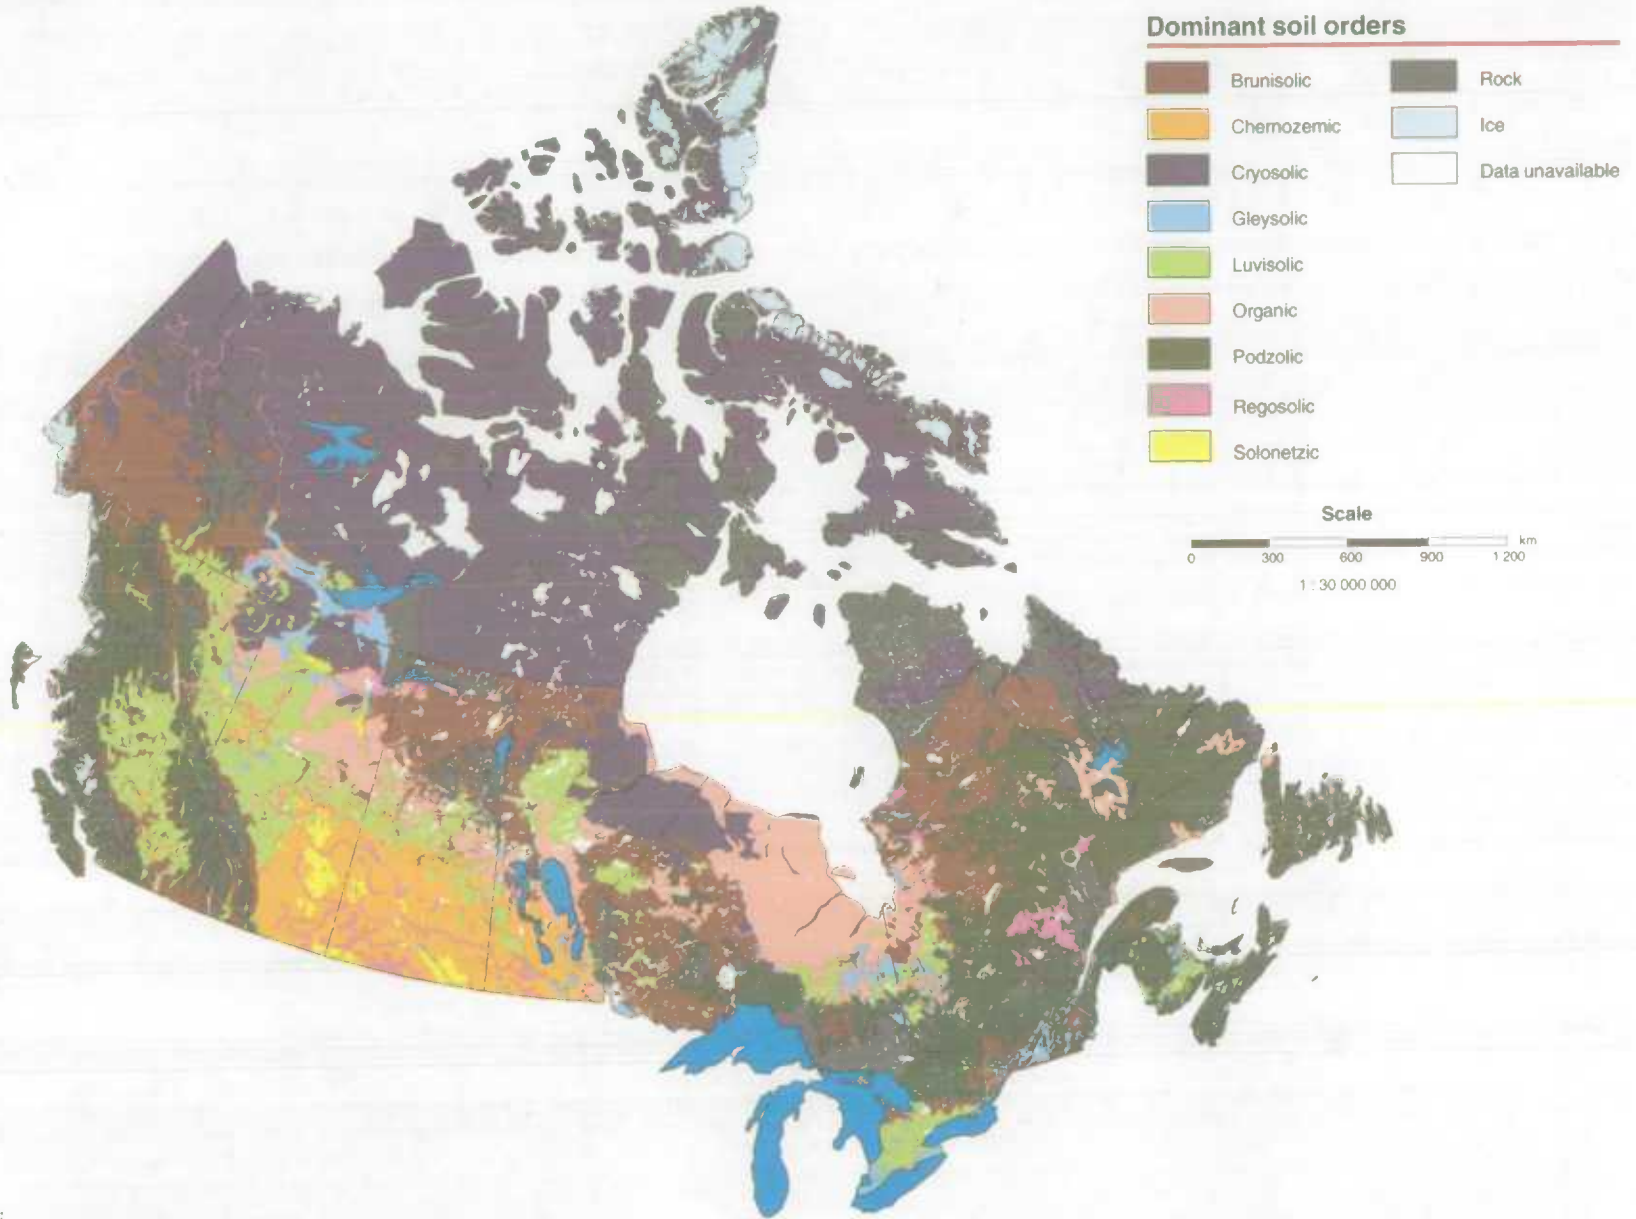 Dominant soil orders
Brunisolic
Chernozemic
Cryosolic
Gleysolic
Luvisolic
Organic
Podzolic
Regosolic
Solonetzic
Rock
Ice
Data unavailable
Scale
km
0 300 600 900 1 200
1 : 30 000 000